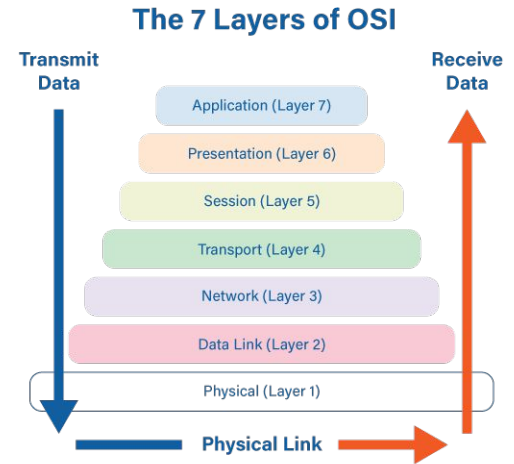 The 7 Layers of OSI
Transmit
Data
Receive
Data
Application (Layer 7)
Presentation (Layer 6)
Session (Layer 5)
Transport (Layer 4)
Network (Layer 3)
Data Link (Layer 2)
Physical (Layer 1)
Physical Link